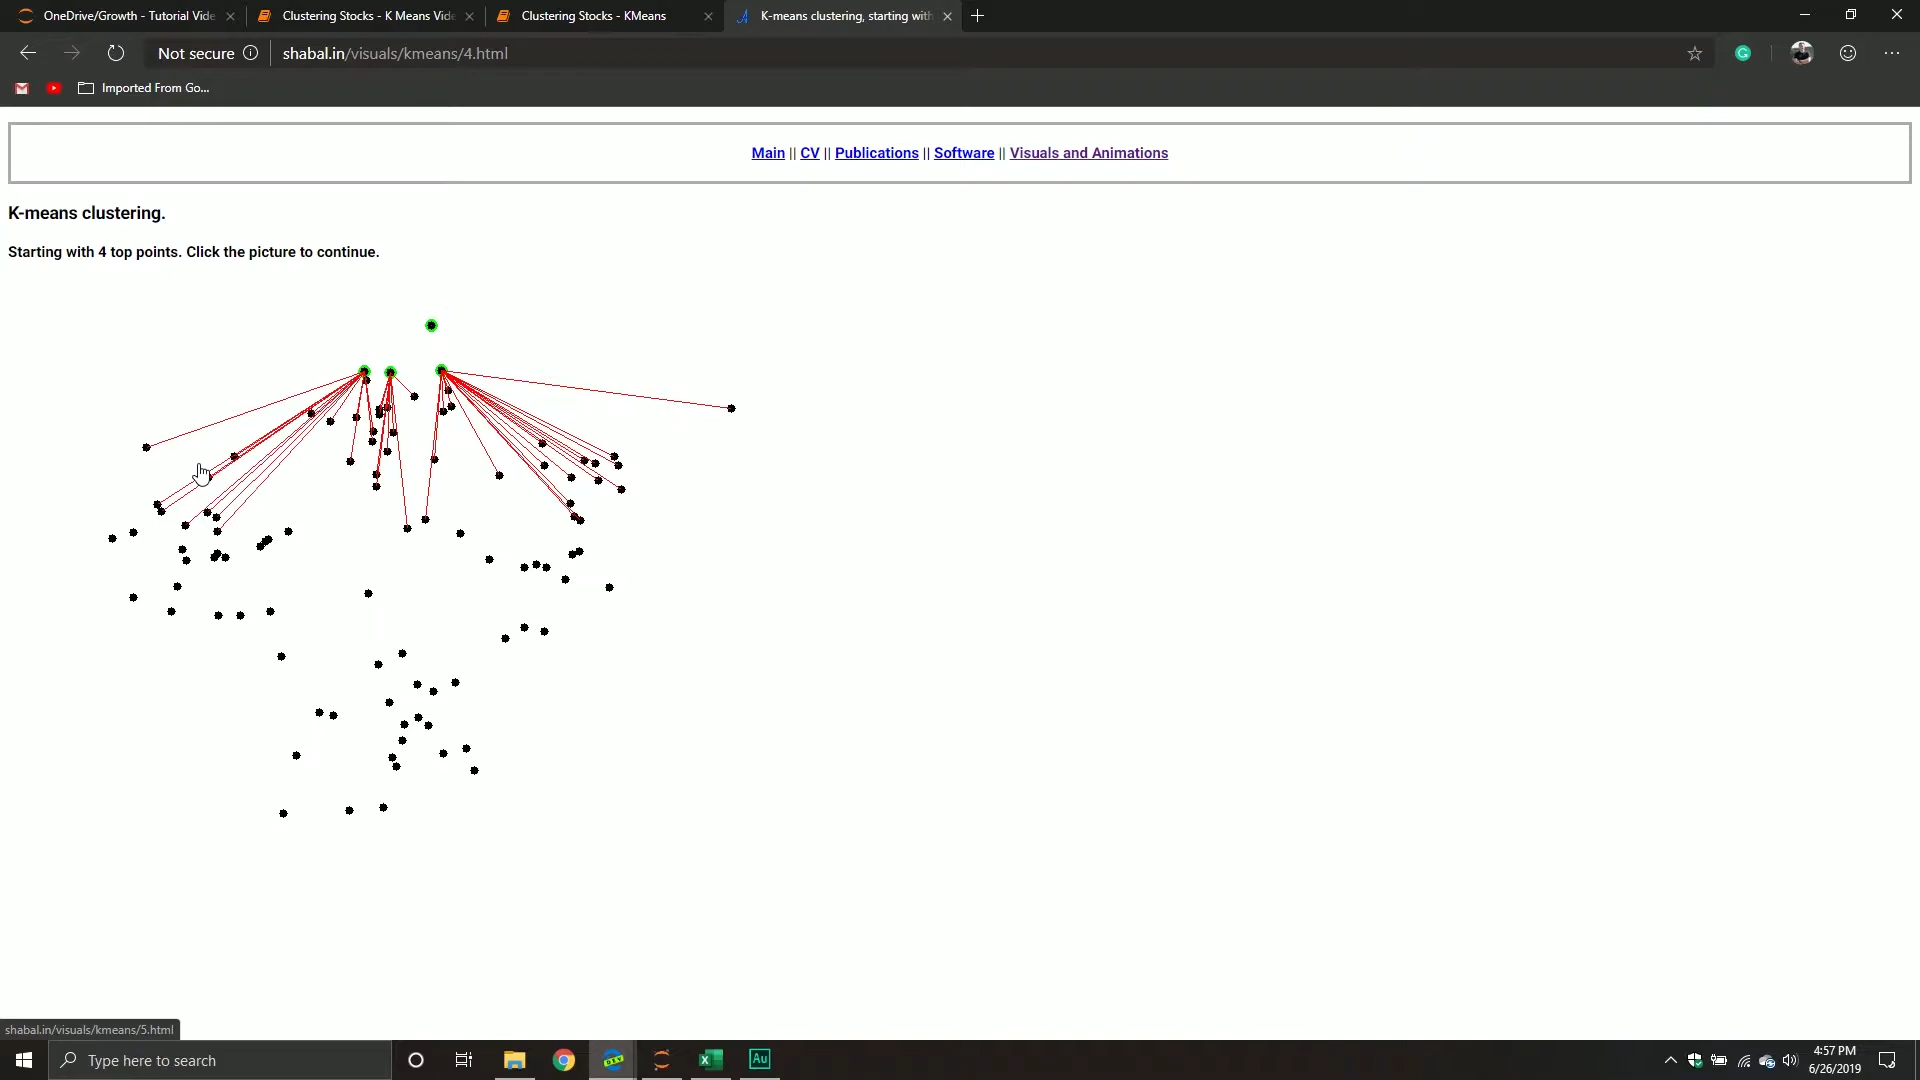 OneDrive/Growth - Tutorial Vide
Clustering Stocks - K Means Vide
Clustering Stocks - KMeans
K-means clustering, starting with
Not secure
shabal.in/visuals/kmeans/4.html
Imported From Go...
Main || CV || Publications || Software || Visuals and Animations
K-means clustering.
Starting with 4 top points. Click the picture to continue.
shabal.in/visuals/kmeans/5.html
Type here to search
DEV
Au
4:57 PM
6/26/2019